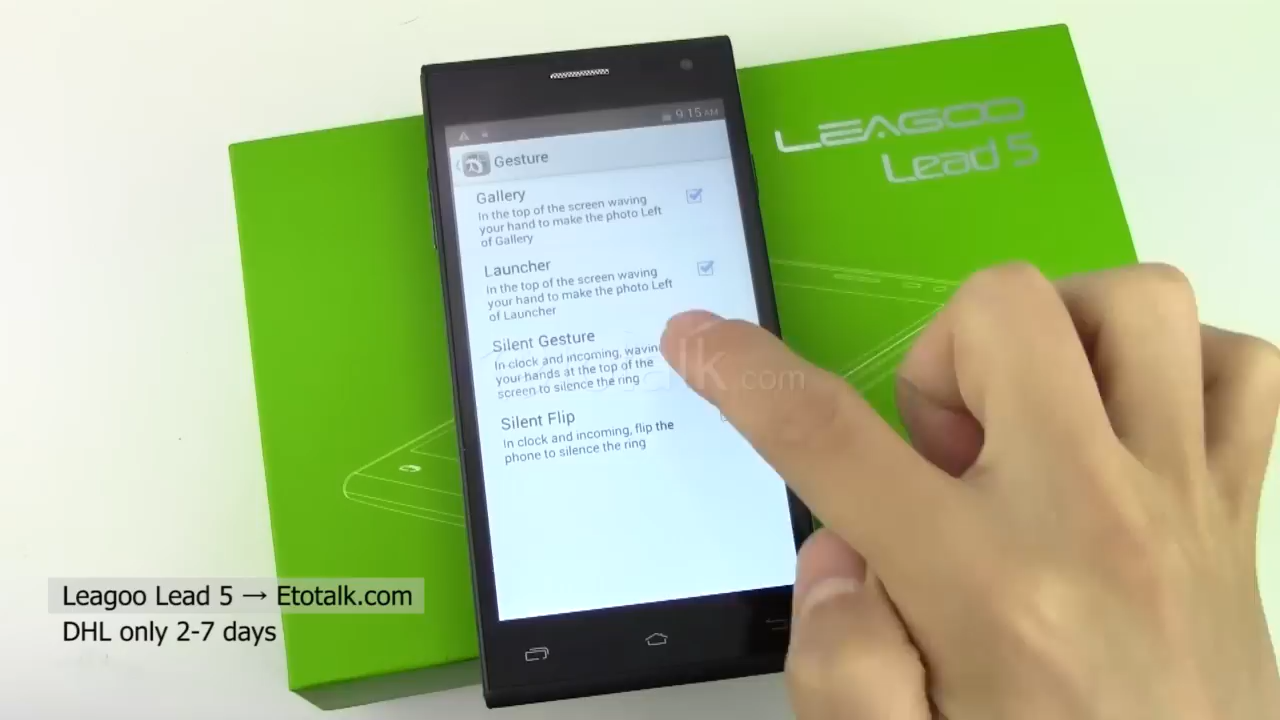 LEAGOO
Lead 5
9:15 AM
Gesture
Gallery
In the top of the screen waving
your hand to make the photo Left
of Gallery
Launcher
In the top of the screen waving
your hand to make the photo Left
of Launcher
Silent Gesture
In clock and incoming, waving
your hands at the top of the
screen to silence the ring
Silent Flip
In clock and incoming, flip the
phone to silence the ring
talk.com
Leagoo Lead 5 → Etotalk.com
DHL only 2-7 days